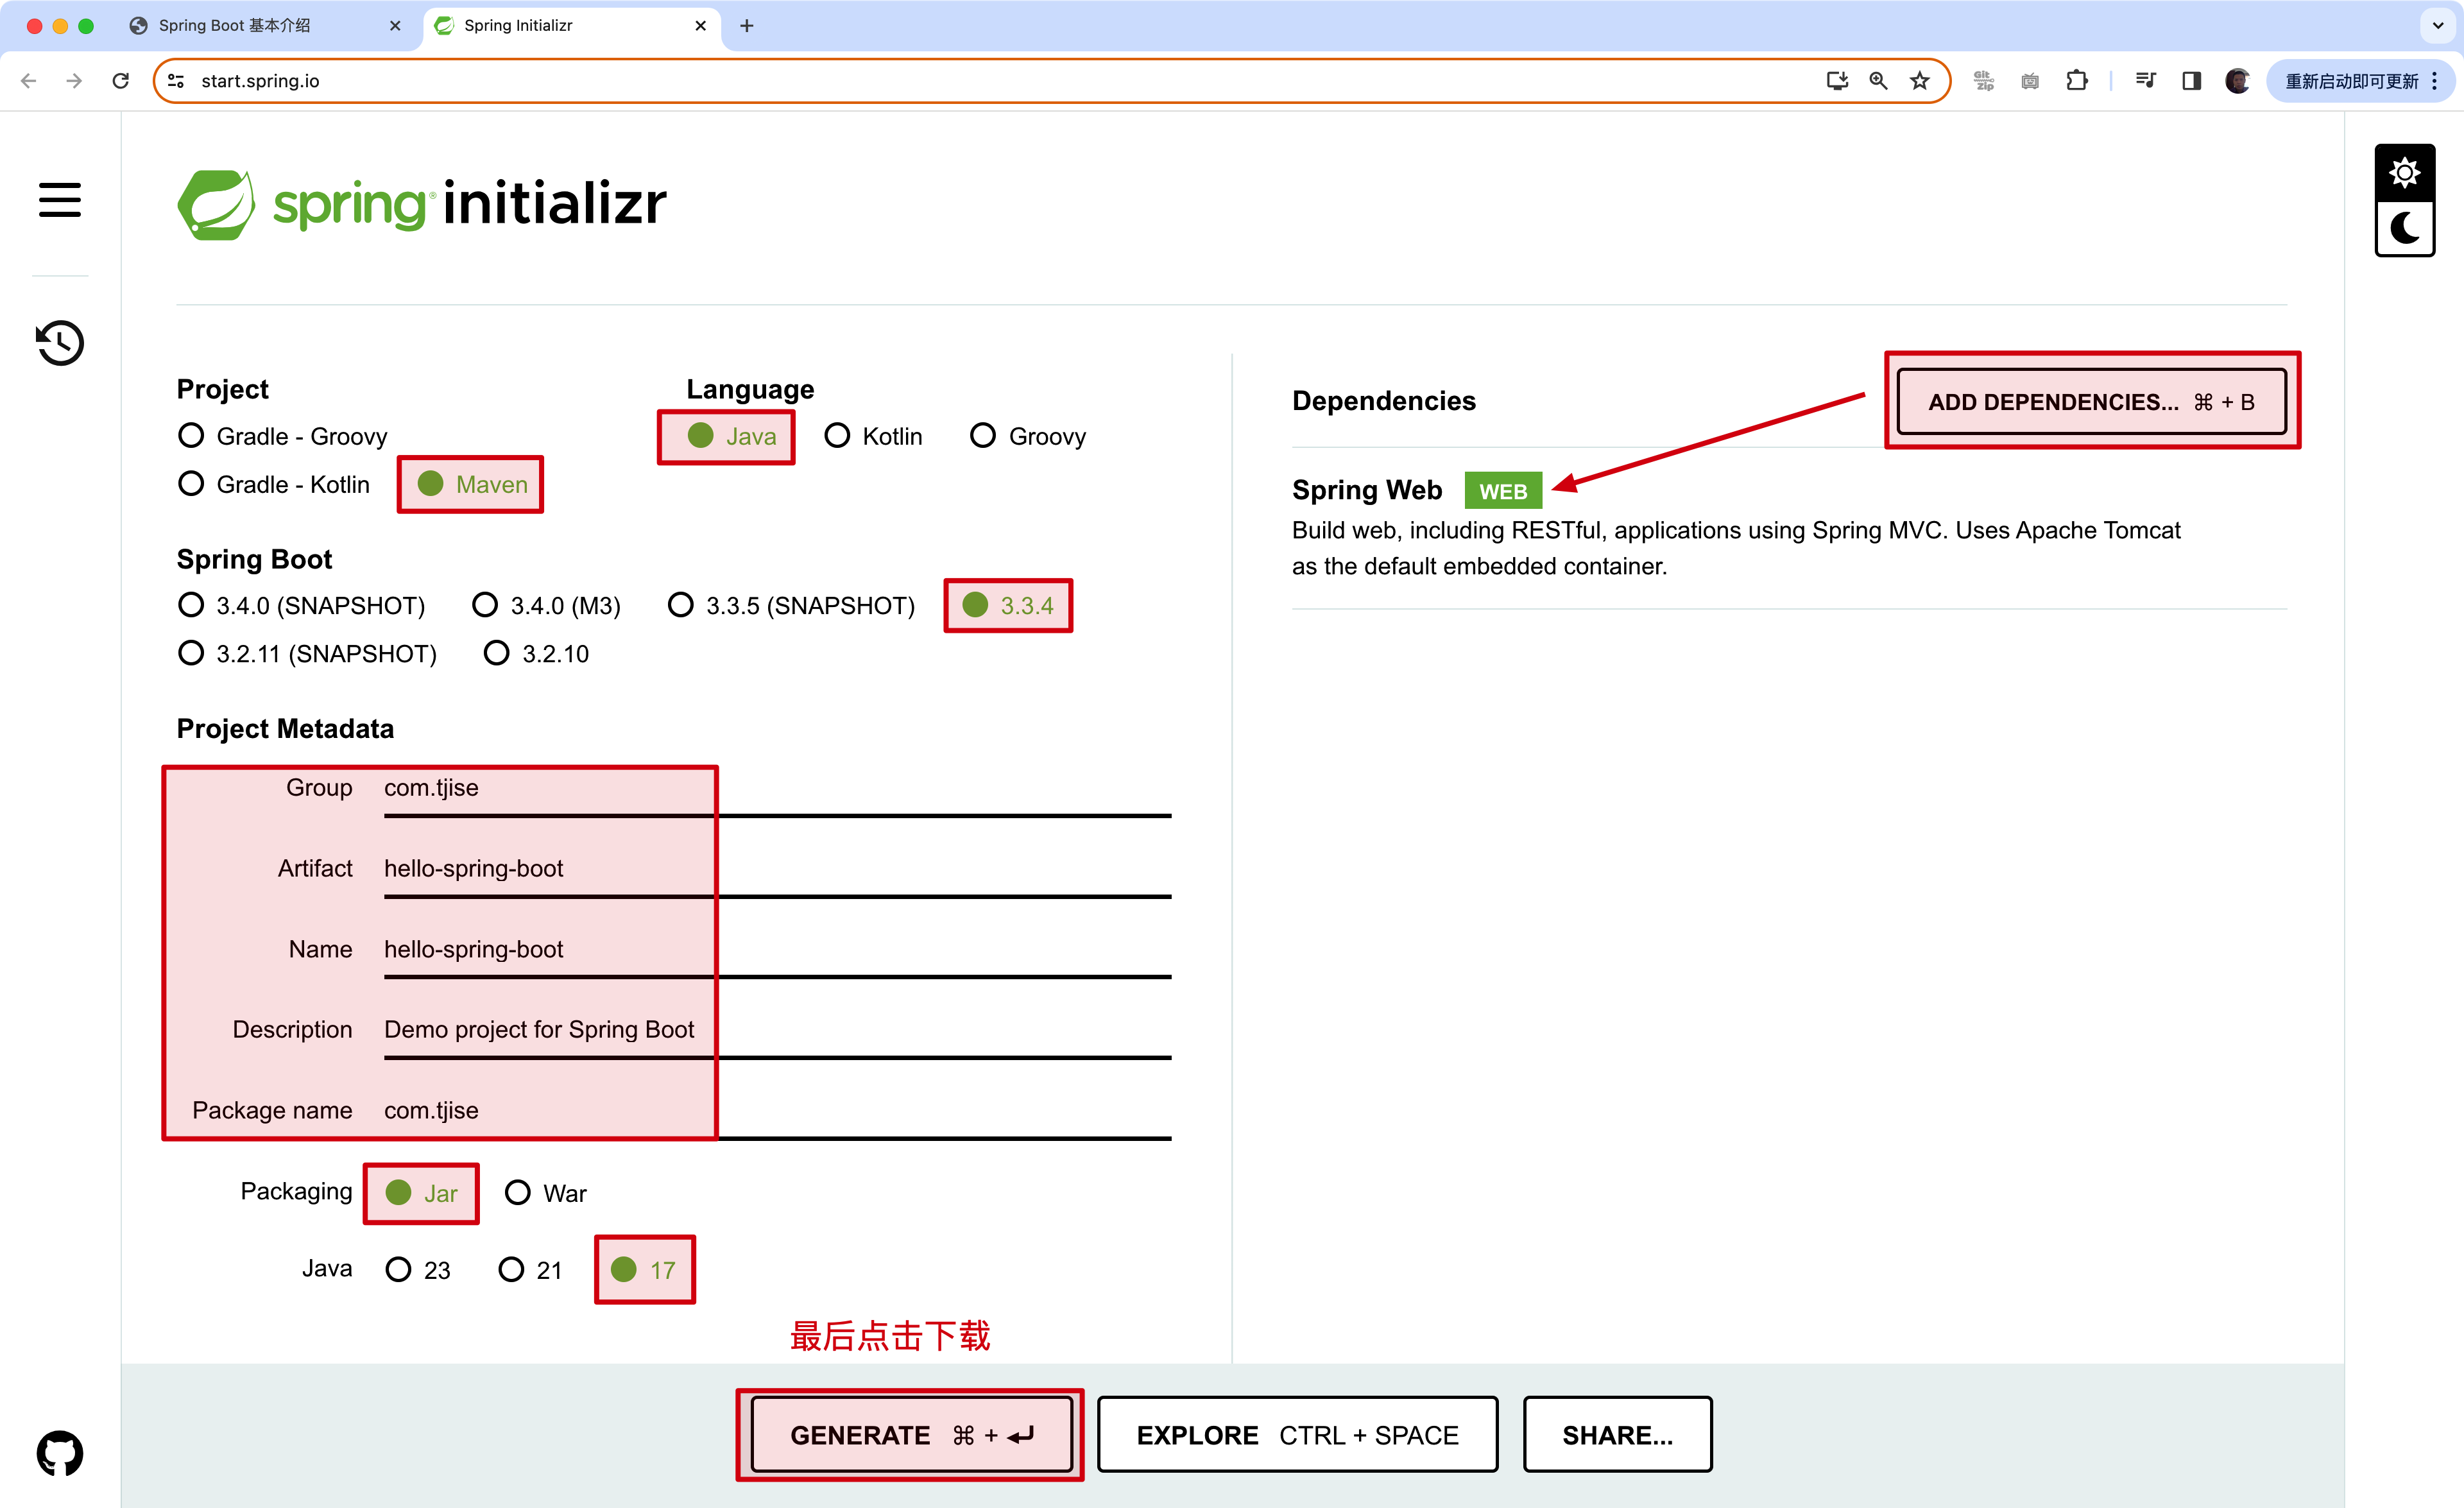 Spring Boot 基本介绍
Spring Initializr
start.spring.io
Git Zip
重新启动即可更新
spring® initializr
Project
Gradle - Groovy
Gradle - Kotlin Maven
Language
Java Kotlin Groovy
Spring Boot
3.4.0 (SNAPSHOT) 3.4.0 (M3) 3.3.5 (SNAPSHOT) 3.3.4
3.2.11 (SNAPSHOT) 3.2.10
Project Metadata
Group com.tjise
Artifact hello-spring-boot
Name hello-spring-boot
Description Demo project for Spring Boot
Package name com.tjise
Packaging Jar War
Java 23 21 17
Dependencies
ADD DEPENDENCIES... ⌘ + B
Spring Web WEB
Build web, including RESTful, applications using Spring MVC. Uses Apache Tomcat
as the default embedded container.
最后点击下载
GENERATE ⌘ + ⏎
EXPLORE CTRL + SPACE
SHARE...